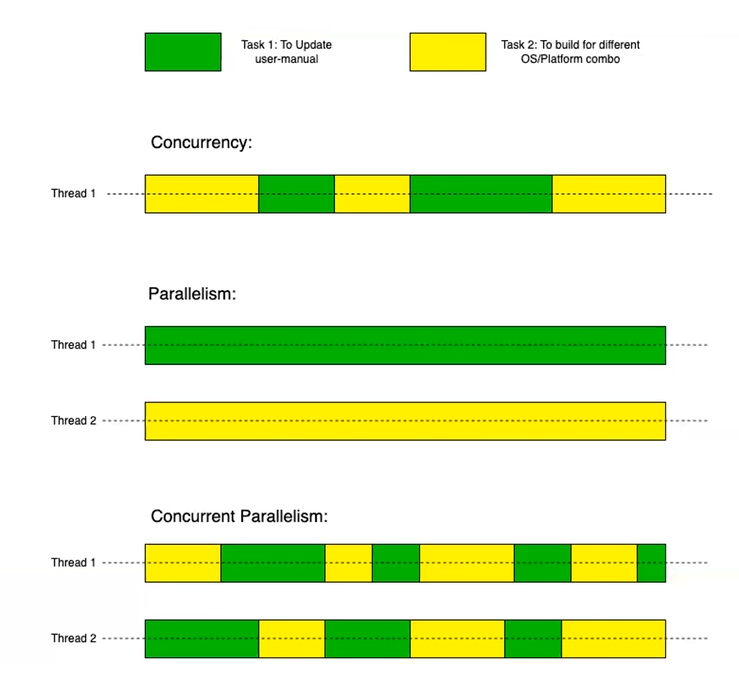 Task 1: To Update
user-manual
Task 2: To build for different
OS/Platform combo
Concurrency:
Thread 1
Parallelism:
Thread 1
Thread 2
Concurrent Parallelism:
Thread 1
Thread 2